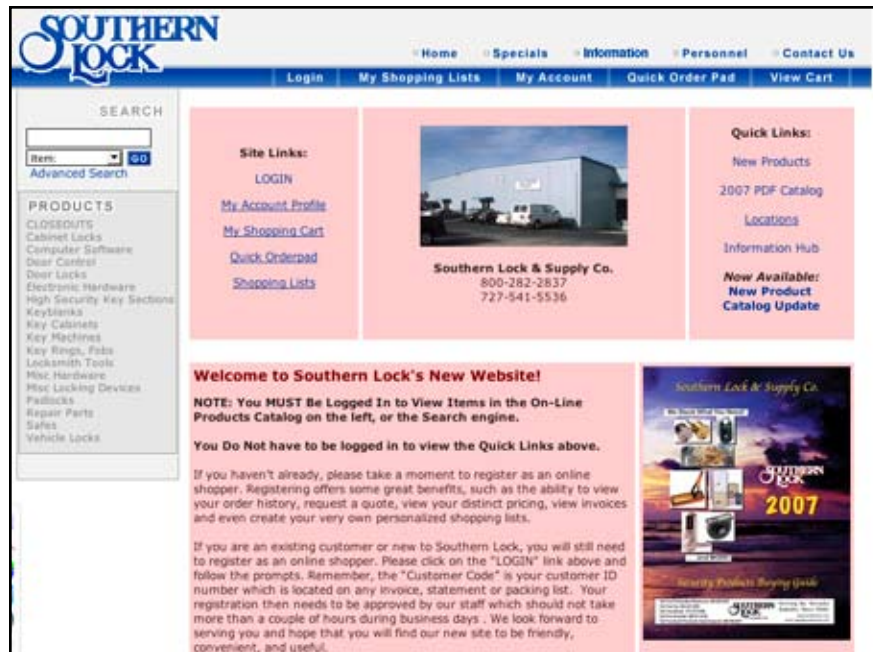 SOUTHERN LOCK
Home Specials Information Personnel Contact Us
Login My Shopping Lists My Account Quick Order Pad View Cart
SEARCH
Item: GO
Advanced Search
PRODUCTS
CLOSEOUTS
Cabinet Locks
Computer Software
Door Control
Door Locks
Electronic Hardware
High Security Key Sections
Keyblanks
Key Cabinets
Key Machines
Key Rings, Fobs
Locksmith Tools
Misc Hardware
Misc Locking Devices
Padlocks
Repair Parts
Safes
Vehicle Locks
Site Links:
LOGIN
My Account Profile
My Shopping Cart
Quick Orderpad
Shopping Lists
Southern Lock & Supply Co.
800-282-2837
727-541-5536
Quick Links:
New Products
2007 PDF Catalog
Locations
Information Hub
Now Available:
New Product
Catalog Update
Welcome to Southern Lock's New Website!
NOTE: You MUST Be Logged In to View Items in the On-Line
Products Catalog on the left, or the Search engine.
You Do Not have to be logged in to view the Quick Links above.
If you haven't already, please take a moment to register as an online
shopper. Registering offers some great benefits, such as the ability to view
your order history, request a quote, view your distinct pricing, view invoices
and even create your very own personalized shopping lists.
If you are an existing customer or new to Southern Lock, you will still need
to register as an online shopper. Please click on the "LOGIN" link above and
follow the prompts. Remember, the "Customer Code" is your customer ID
number which is located on any invoice, statement or packing list. Your
registration then needs to be approved by our staff which should not take
more than a couple of hours during business days . We look forward to
serving you and hope that you will find our new site to be friendly,
convenient, and useful.
Southern Lock & Supply Co.
We Stock What You Need!
SOUTHERN LOCK
2007
Security Products Buying Guide
SOUTHERN LOCK